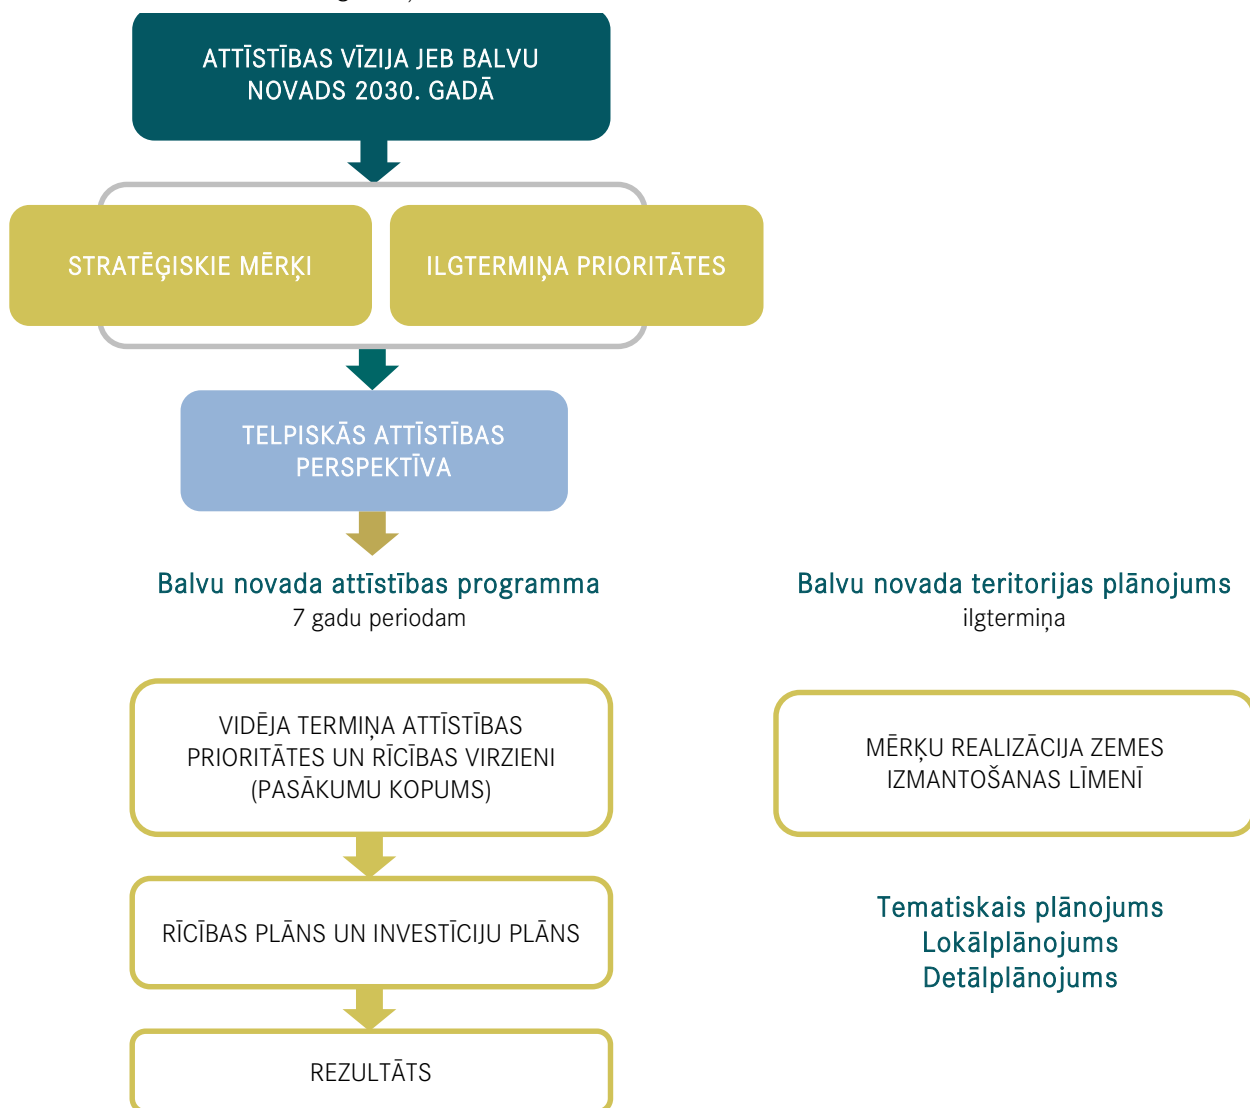 ATTĪSTĪBAS VĪZIJA JEB BALVU
NOVADS 2030. GADĀ
STRATĒĢISKIE MĒRĶI
ILGTERMIŅA PRIORITĀTES
TELPISKĀS ATTĪSTĪBAS
PERSPEKTĪVA
Balvu novada attīstības programma
7 gadu periodam
VIDĒJA TERMIŅA ATTĪSTĪBAS
PRIORITĀTES UN RĪCĪBAS VIRZIENI
(PASĀKUMU KOPUMS)
RĪCĪBAS PLĀNS UN INVESTĪCIJU PLĀNS
REZULTĀTS
Balvu novada teritorijas plānojums
ilgtermiņa
MĒRĶU REALIZĀCIJA ZEMES
IZMANTOŠANAS LĪMENĪ
Tematiskais plānojums
Lokālplānojums
Detālplānojums